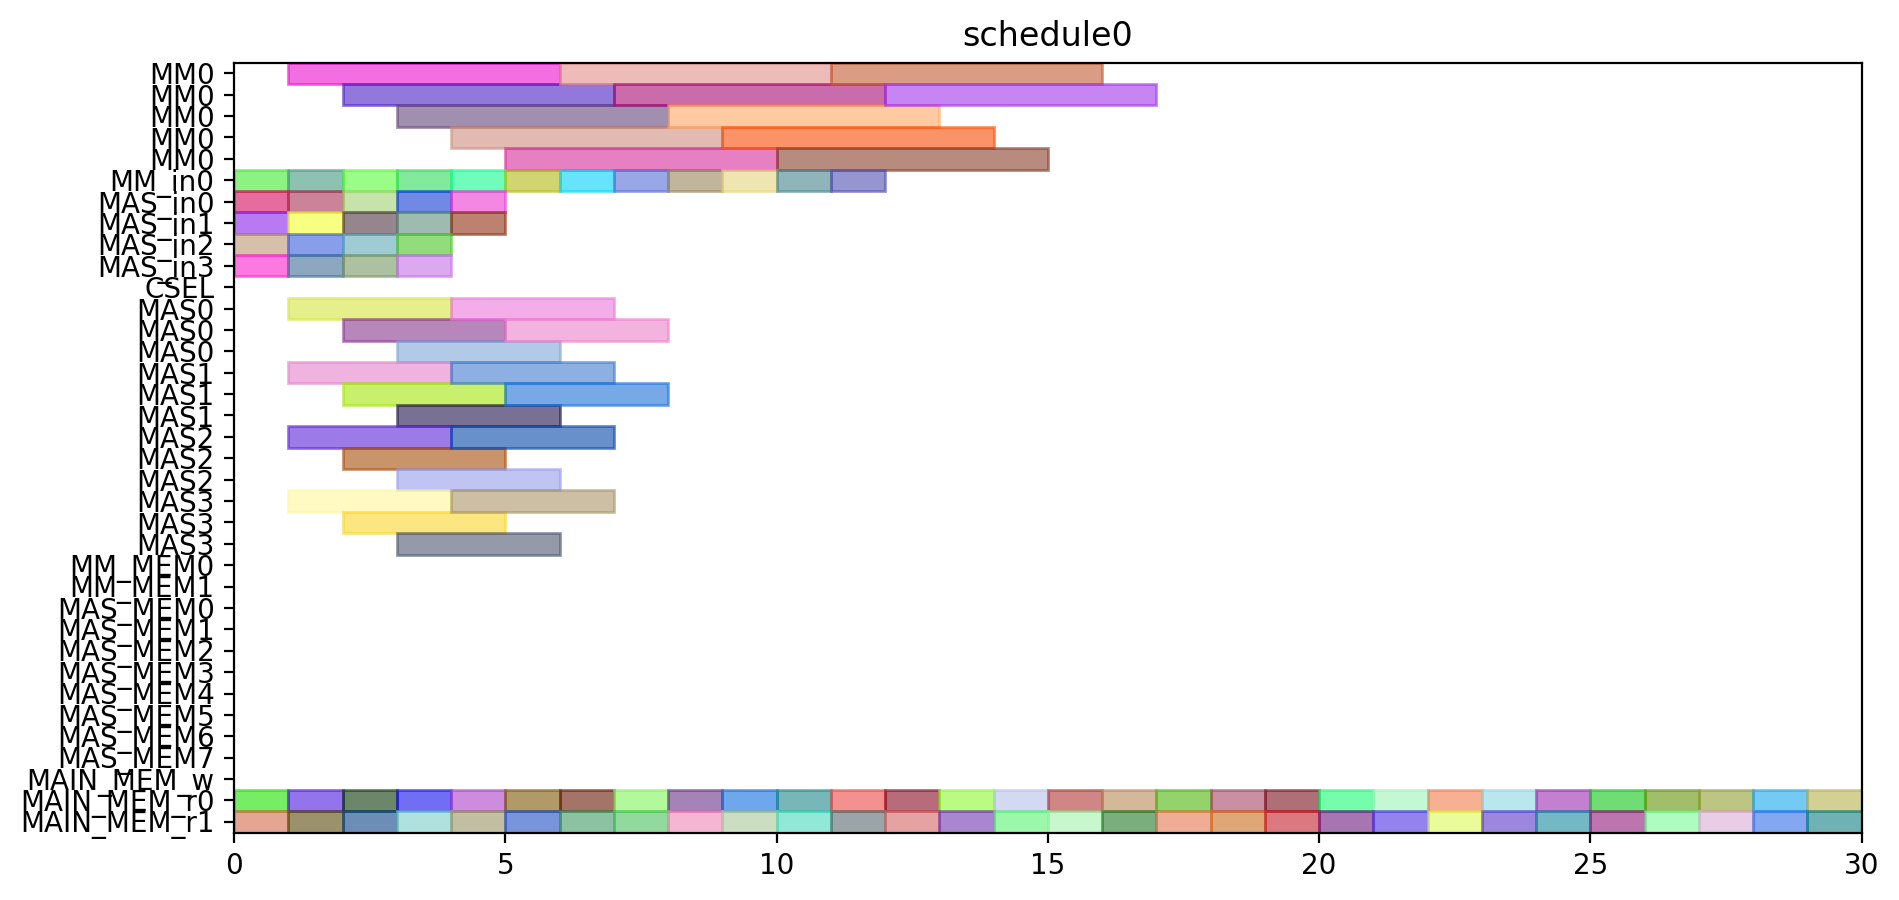 schedule0
MM0
MM0
MM0
MM0
MM0
MM_in0
MAS_in0
MAS_in1
MAS_in2
MAS_in3
CSEL
MAS0
MAS0
MAS0
MAS1
MAS1
MAS1
MAS2
MAS2
MAS2
MAS3
MAS3
MAS3
MM_MEM0
MM_MEM1
MAS_MEM0
MAS_MEM1
MAS_MEM2
MAS_MEM3
MAS_MEM4
MAS_MEM5
MAS_MEM6
MAS_MEM7
MAIN_MEM_w
MAIN_MEM_r0
MAIN_MEM_r1
0 5 10 15 20 25 30